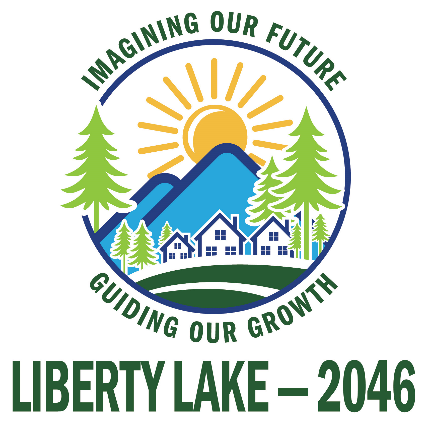 IMAGINING OUR FUTURE
GUIDING OUR GROWTH
LIBERTY LAKE – 2046